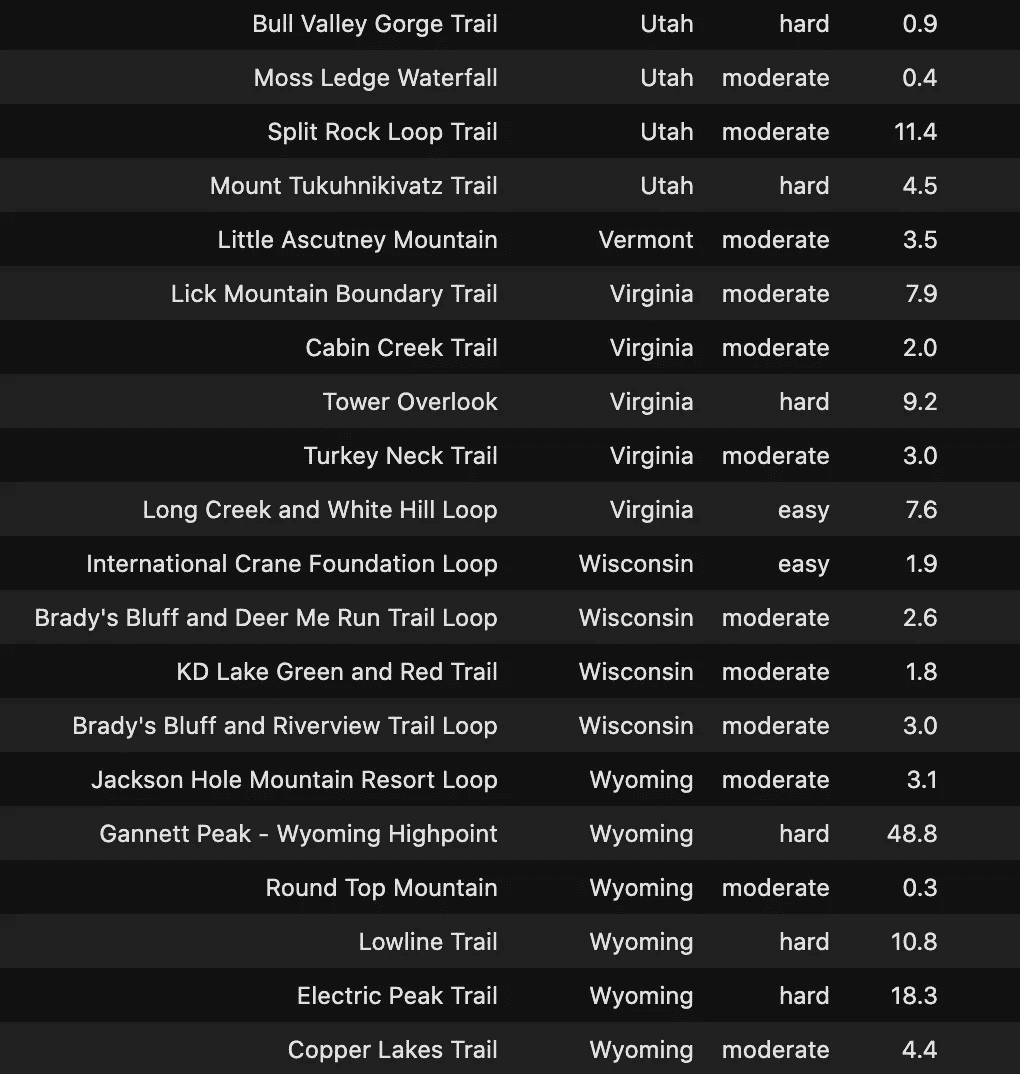 Bull Valley Gorge Trail Utah hard 0.9
Moss Ledge Waterfall Utah moderate 0.4
Split Rock Loop Trail Utah moderate 11.4
Mount Tukuhnikivatz Trail Utah hard 4.5
Little Ascutney Mountain Vermont moderate 3.5
Lick Mountain Boundary Trail Virginia moderate 7.9
Cabin Creek Trail Virginia moderate 2.0
Tower Overlook Virginia hard 9.2
Turkey Neck Trail Virginia moderate 3.0
Long Creek and White Hill Loop Virginia easy 7.6
International Crane Foundation Loop Wisconsin easy 1.9
Brady's Bluff and Deer Me Run Trail Loop Wisconsin moderate 2.6
KD Lake Green and Red Trail Wisconsin moderate 1.8
Brady's Bluff and Riverview Trail Loop Wisconsin moderate 3.0
Jackson Hole Mountain Resort Loop Wyoming moderate 3.1
Gannett Peak - Wyoming Highpoint Wyoming hard 48.8
Round Top Mountain Wyoming moderate 0.3
Lowline Trail Wyoming hard 10.8
Electric Peak Trail Wyoming hard 18.3
Copper Lakes Trail Wyoming moderate 4.4